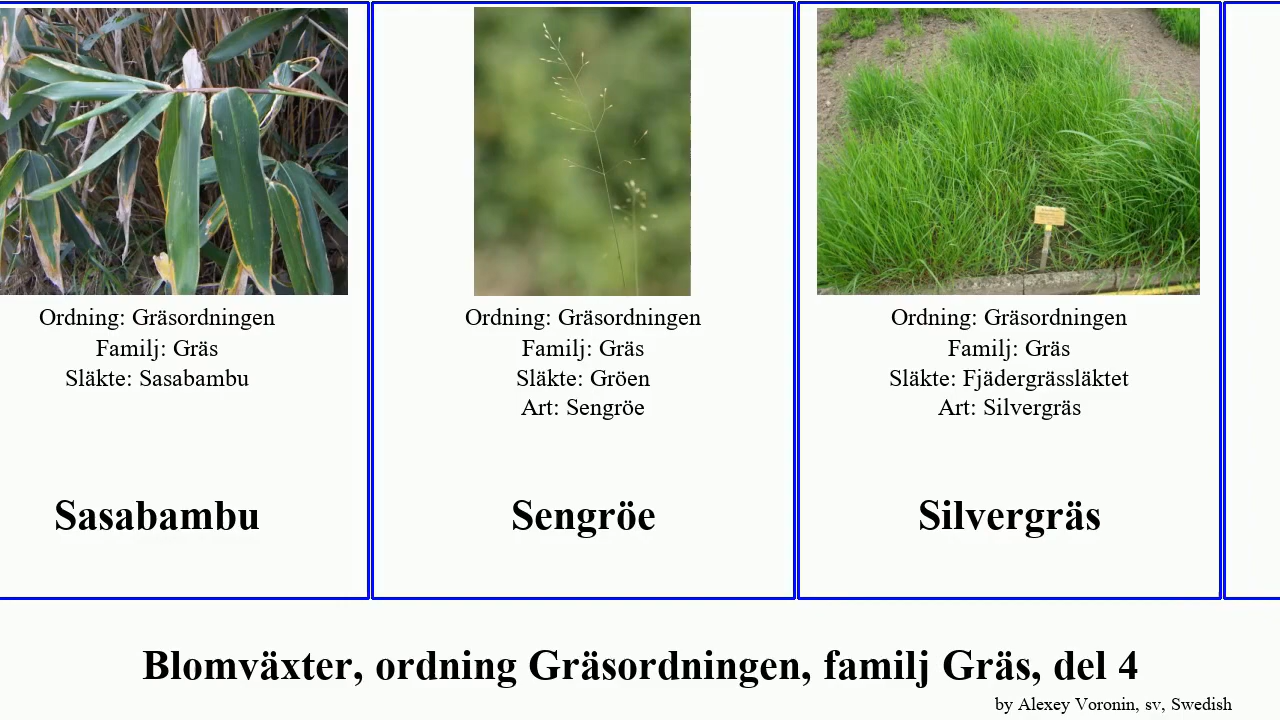 Ordning: Gräsordningen
Familj: Gräs
Släkte: Sasabambu
Sasabambu
Ordning: Gräsordningen
Familj: Gräs
Släkte: Gröen
Art: Sengröe
Sengröe
Ordning: Gräsordningen
Familj: Gräs
Släkte: Fjädergrässläktet
Art: Silvergräs
Silvergräs
Blomväxter, ordning Gräsordningen, familj Gräs, del 4
by Alexey Voronin, sv, Swedish